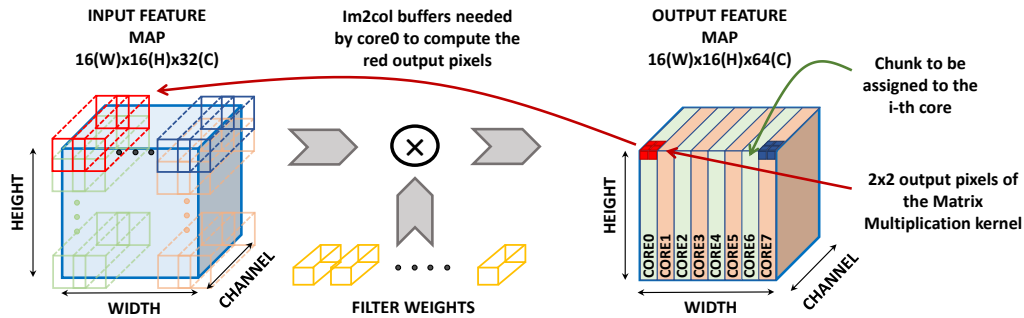 INPUT FEATURE
MAP
16(W)x16(H)x32(C)
Im2col buffers needed
by core0 to compute the
red output pixels
OUTPUT FEATURE
MAP
16(W)x16(H)x64(C)
Chunk to be
assigned to the
i-th core
2x2 output pixels of
the Matrix
Multiplication kernel
HEIGHT
WIDTH
CHANNEL
FILTER WEIGHTS
HEIGHT
CORE0
CORE1
CORE2
CORE3
CORE4
CORE5
CORE6
CORE7
WIDTH
CHANNEL